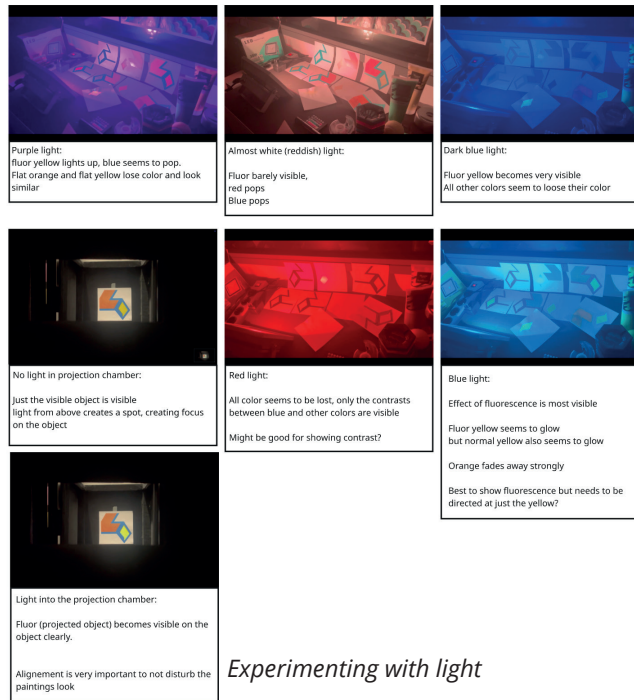 Purple light:
fluor yellow lights up, blue seems to pop.
Flat orange and flat yellow lose color and look
similar
Almost white (reddish) light:
Fluor barely visible,
red pops
Blue pops
Dark blue light:
Fluor yellow becomes very visible
All other colors seem to loose their color
No light in projection chamber:
Just the visible object is visible
light from above creates a spot, creating focus
on the object
Red light:
All color seems to be lost, only the contrasts
between blue and other colors are visible
Might be good for showing contrast?
Blue light:
Effect of fluorescence is most visible
Fluor yellow seems to glow
but normal yellow also seems to glow
Orange fades away strongly
Best to show fluorescence but needs to be
directed at just the yellow?
Light into the projection chamber:
Fluor (projected object) becomes visible on the
object clearly.
Alignement is very important to not disturb the
paintings look
Experimenting with light